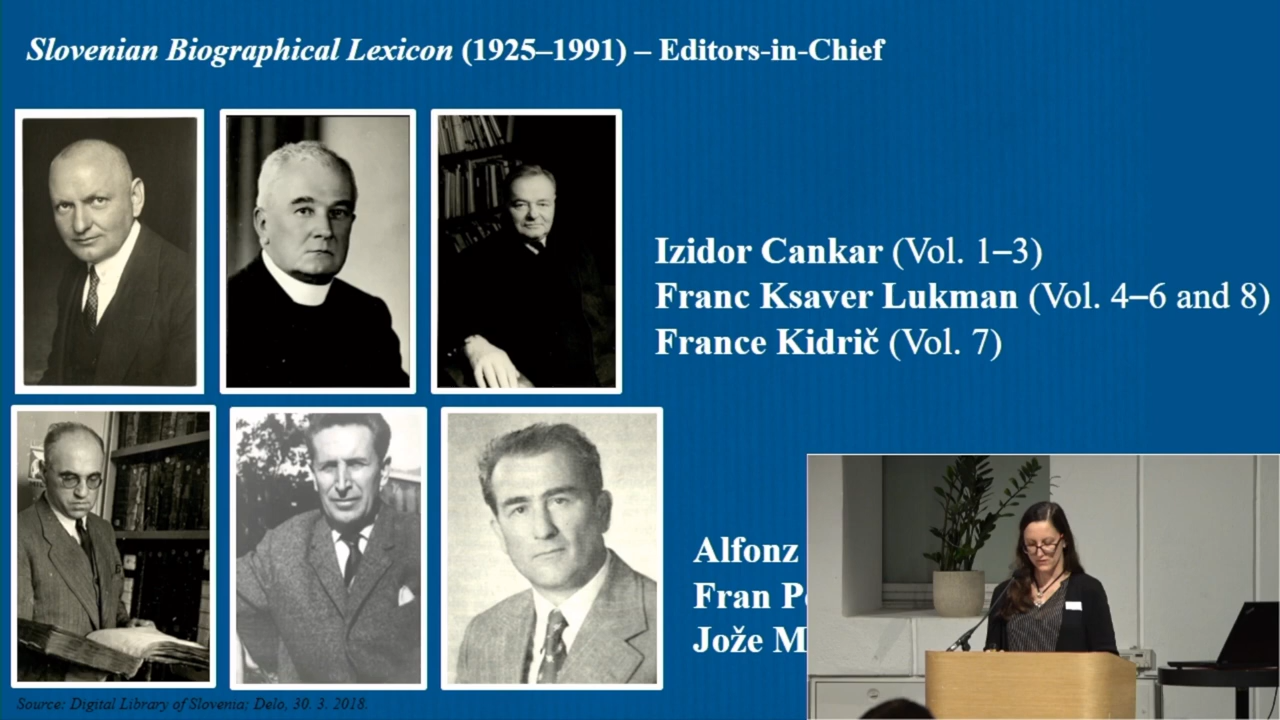 Slovenian Biographical Lexicon (1925–1991) – Editors-in-Chief
Izidor Cankar (Vol. 1–3)
Franc Ksaver Lukman (Vol. 4–6 and 8)
France Kidrič (Vol. 7)
Alfonz
Fran
Jože
Source: Digital Library of Slovenia; Delo, 30. 3. 2018.